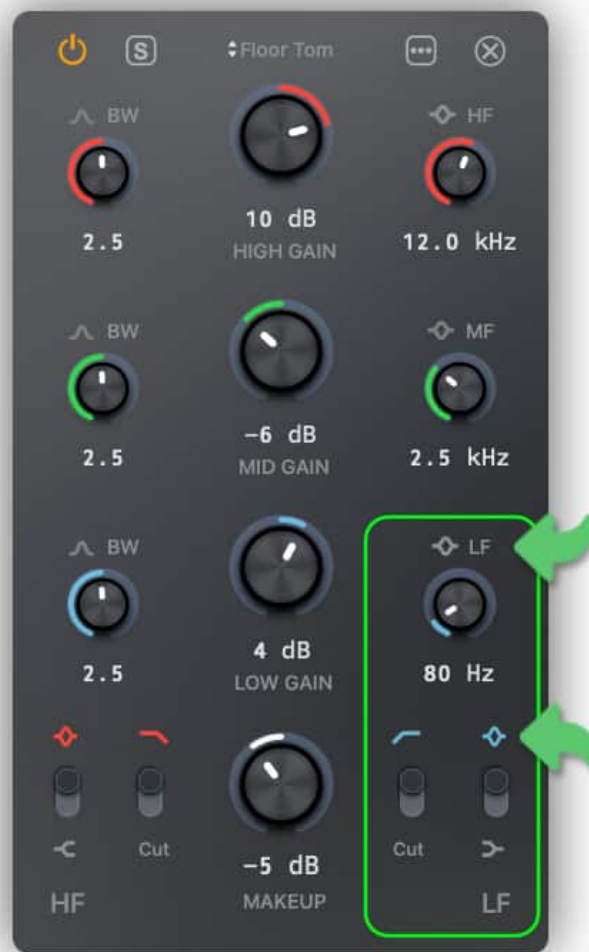 S Floor Tom
BW HF
10 dB
2.5 12.0 kHz
HIGH GAIN
BW MF
-6 dB
2.5 2.5 kHz
MID GAIN
BW LF
4 dB
2.5 80 Hz
LOW GAIN
Cut Cut
-5 dB
HF MAKEUP LF